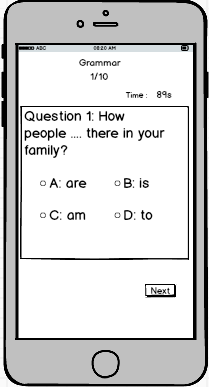 ABC 08:20 AM
Grammar
1/10
Time : 89s
Question 1: How
people .... there in your
family?
A: are B: is
C: am D: to
Next